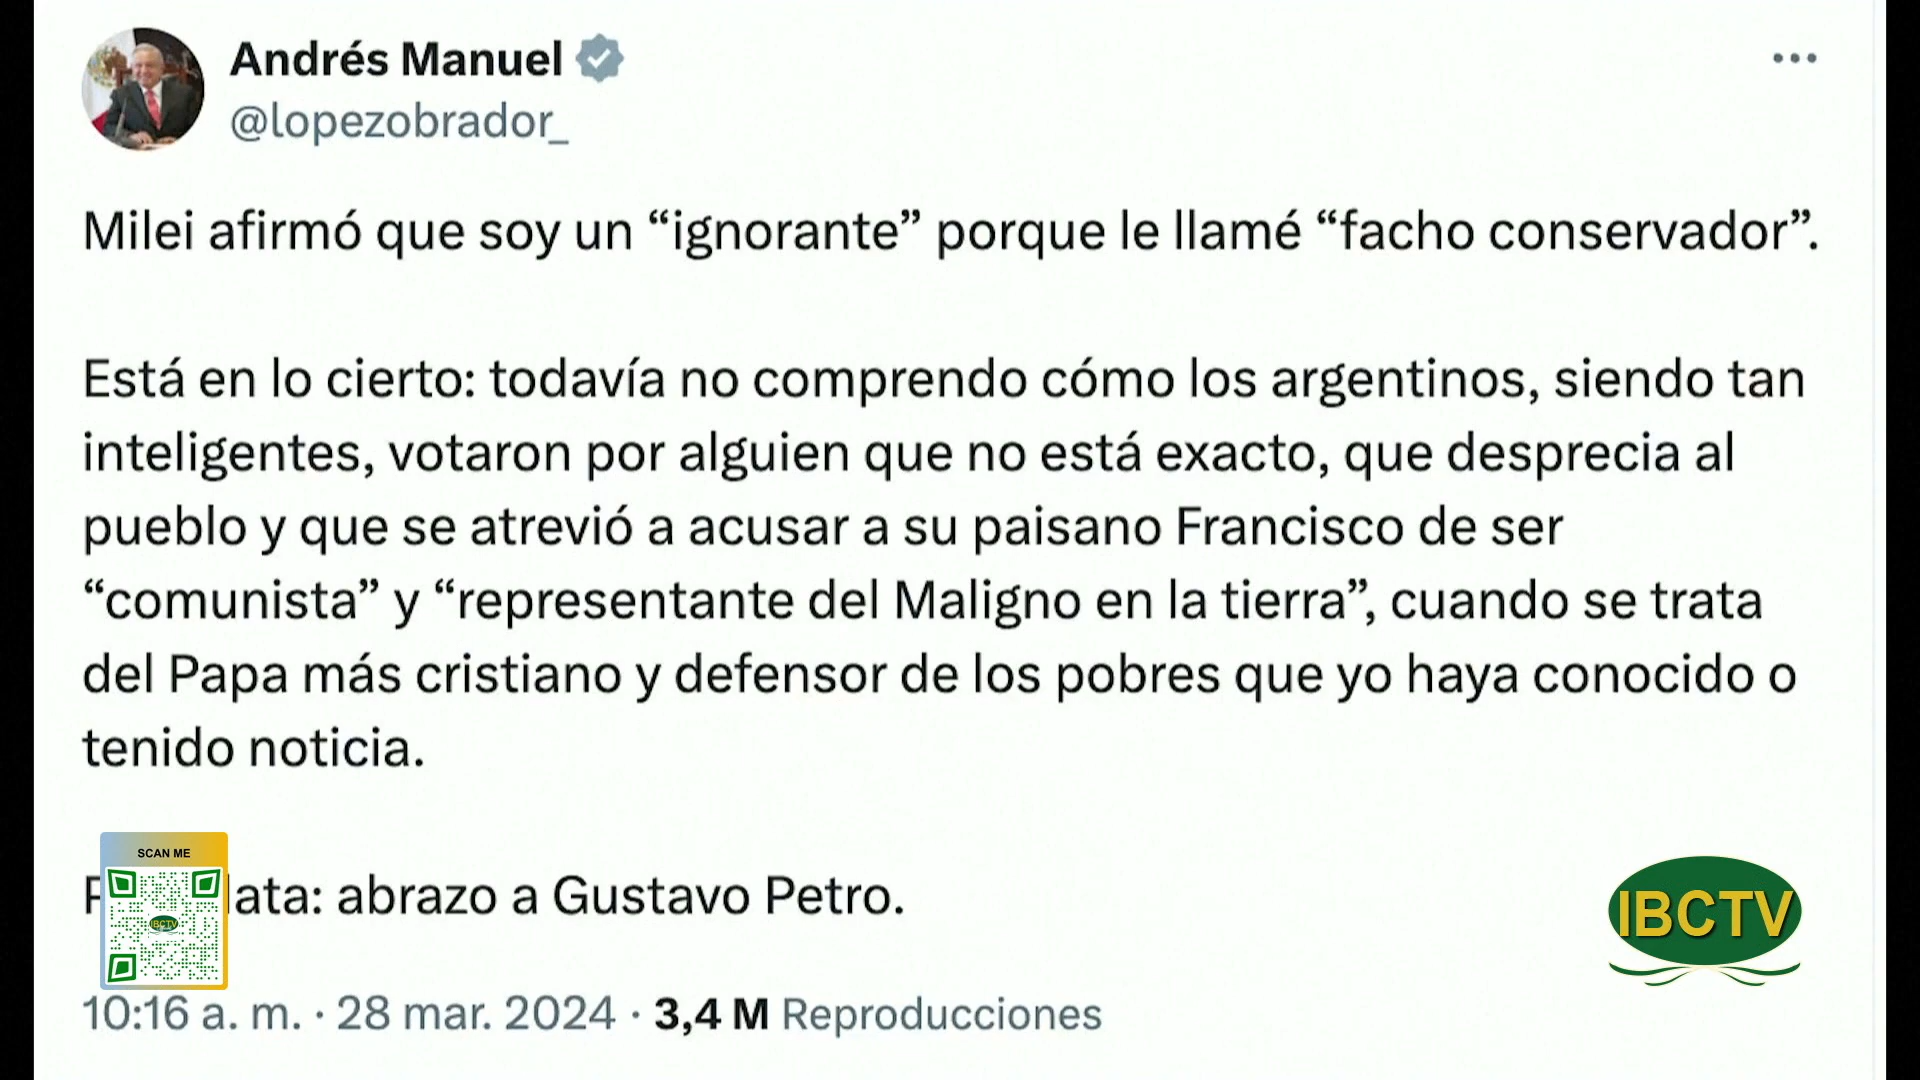 Andrés Manuel
@lopezobrador_
Milei afirmó que soy un “ignorante” porque le llamé “facho conservador”.
Está en lo cierto: todavía no comprendo cómo los argentinos, siendo tan
inteligentes, votaron por alguien que no está exacto, que desprecia al
pueblo y que se atrevió a acusar a su paisano Francisco de ser
“comunista” y “representante del Maligno en la tierra”, cuando se trata
del Papa más cristiano y defensor de los pobres que yo haya conocido o
tenido noticia.
SCAN ME
IBCTV
abrazo a Gustavo Petro.
IBCTV
10:16 a. m. · 28 mar. 2024 · 3,4 M Reproducciones